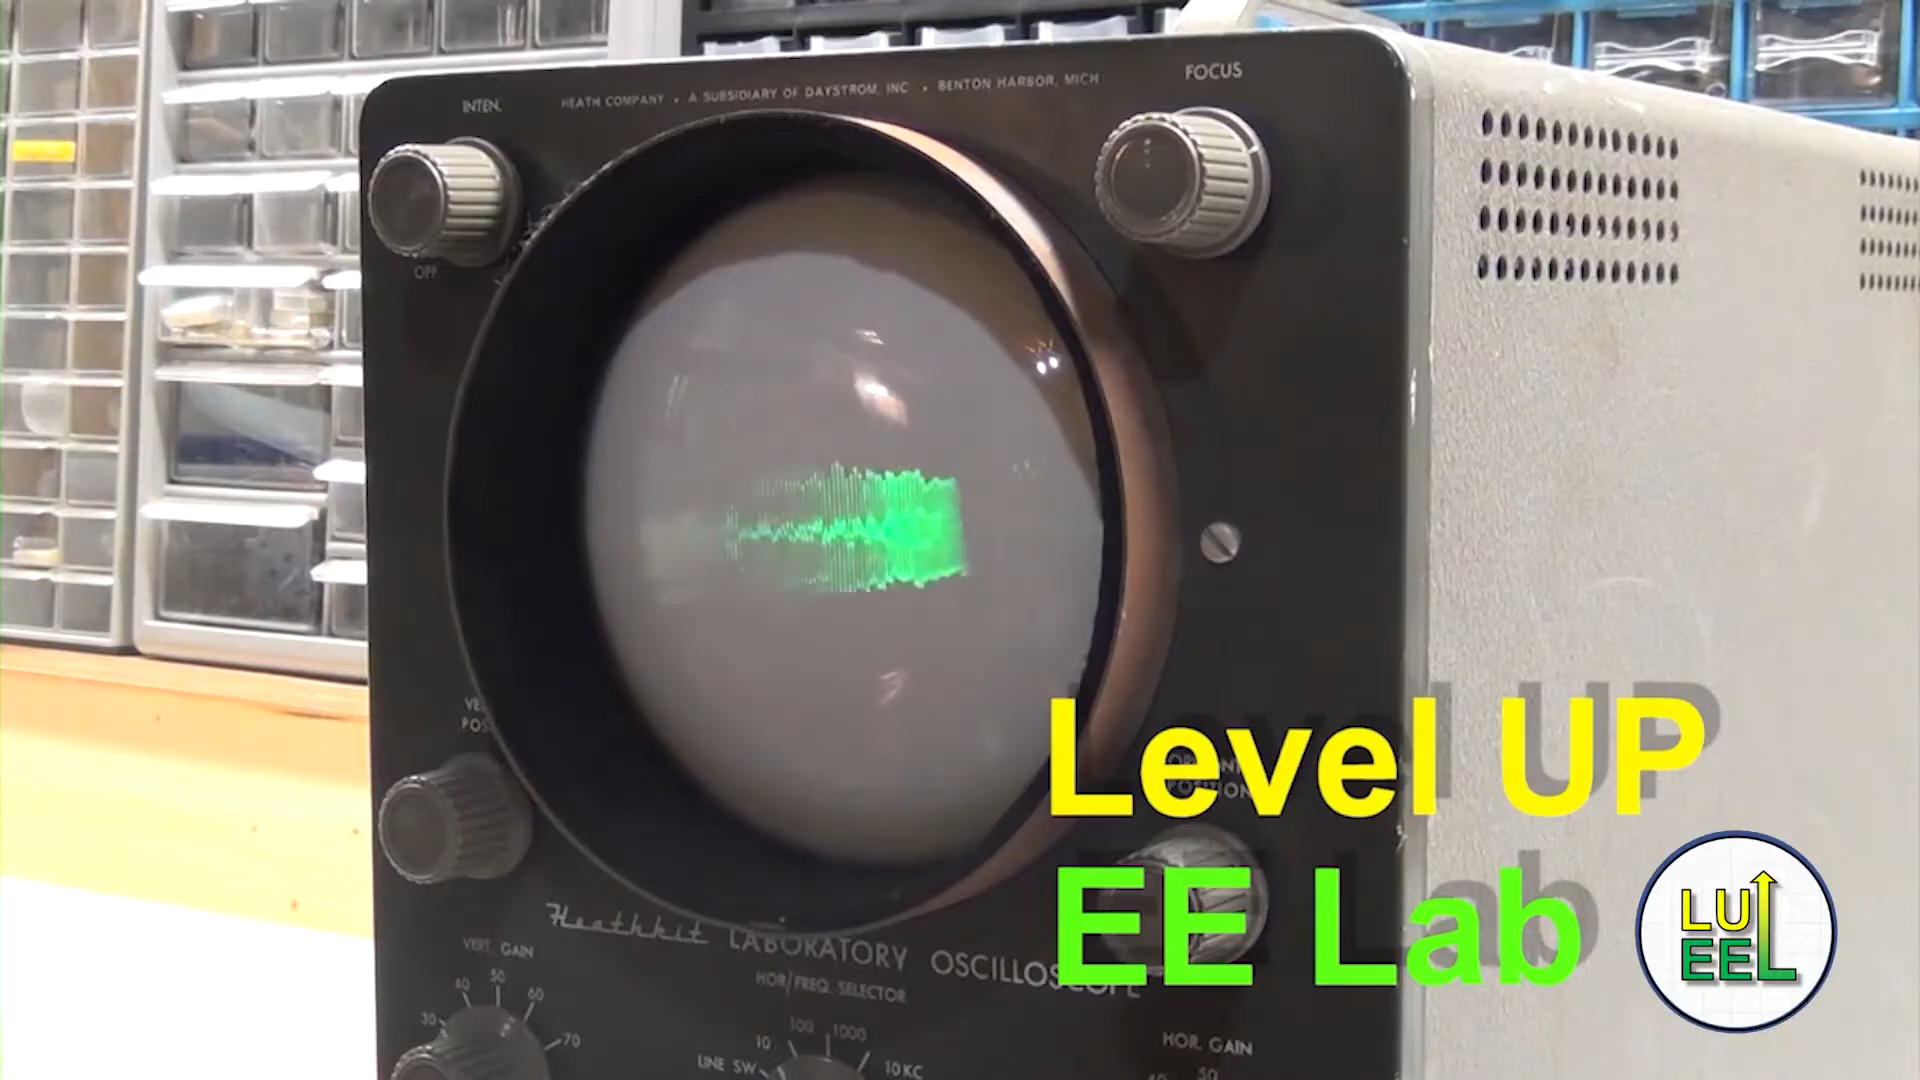 INTEN.
HEATH COMPANY • A SUBSIDIARY OF DAYSTROM, INC • BENTON HARBOR, MICH
FOCUS
OFF
Level UP
EE Lab
LU
EEL
Heathkit LABORATORY OSCILLOSCOPE
VERT. GAIN
HOR/FREQ. SELECTOR
30 40 50 60 70
LINE SW 10 100 1000 10KC
HOR. GAIN
50